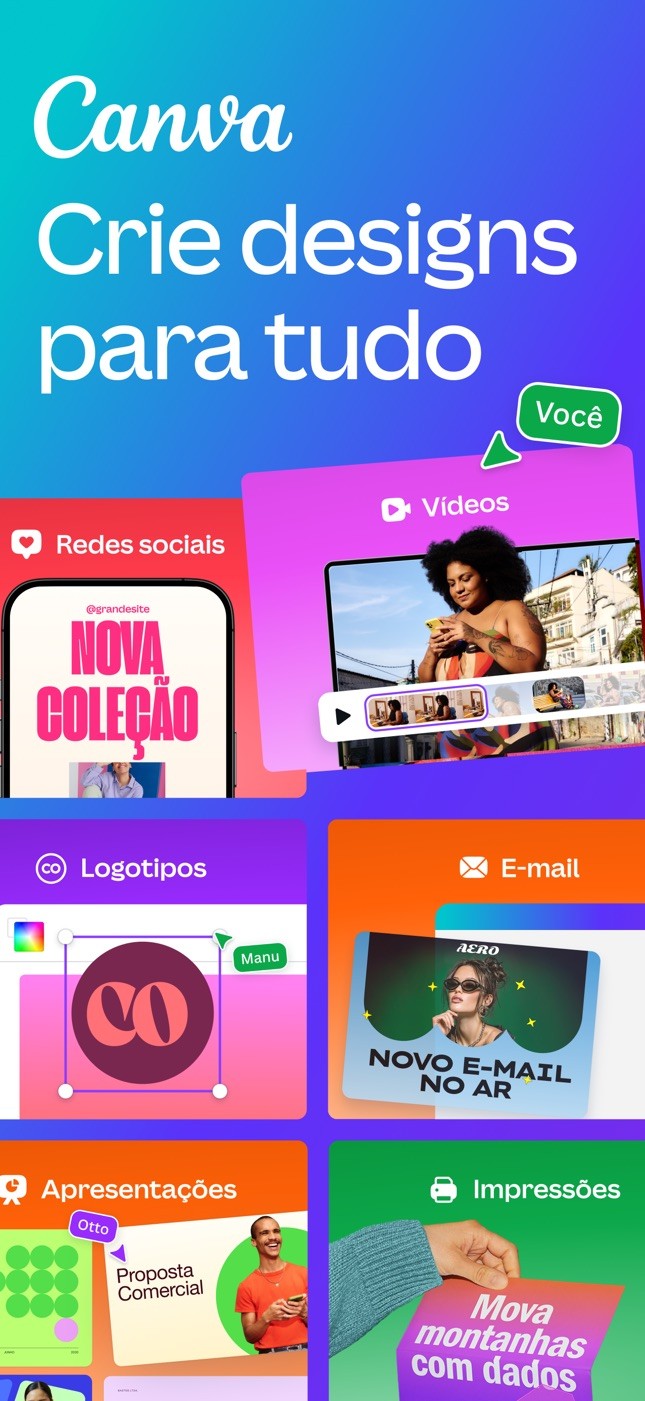 Canva
Crie designs
para tudo
Você
Redes sociais
@grandesite
NOVA
COLEÇÃO
Vídeos
Logotipos
Manu
CO
E-mail
AERO
NOVO E-MAIL
NO AR
Apresentações
Otto
Proposta
Comercial
Impressões
Mova
montanhas
com dados